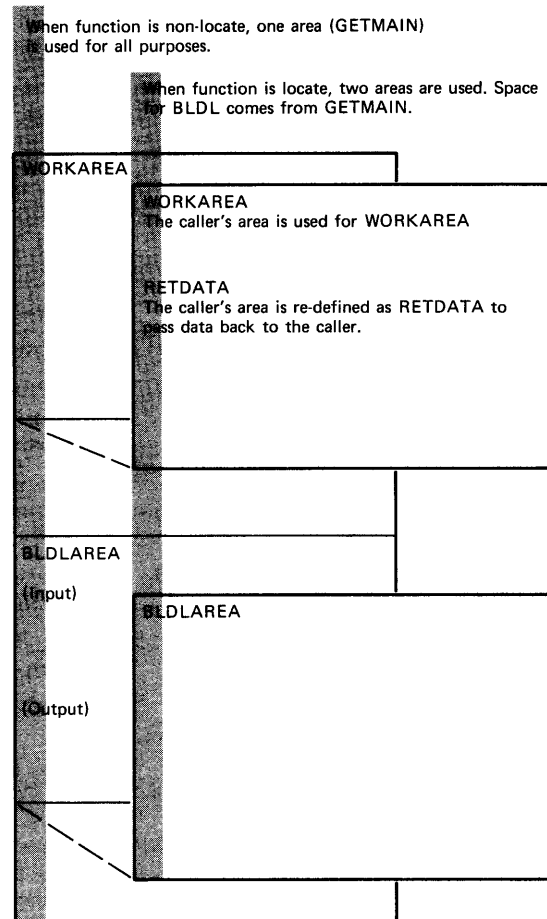 When function is non-locate, one area (GETMAIN)
is used for all purposes.
When function is locate, two areas are used. Space
for BLDL comes from GETMAIN.
WORKAREA
WORKAREA
The caller's area is used for WORKAREA
RETDATA
The caller's area is re-defined as RETDATA to
pass data back to the caller.
BLDLAREA
(Input)
BLDLAREA
(Output)